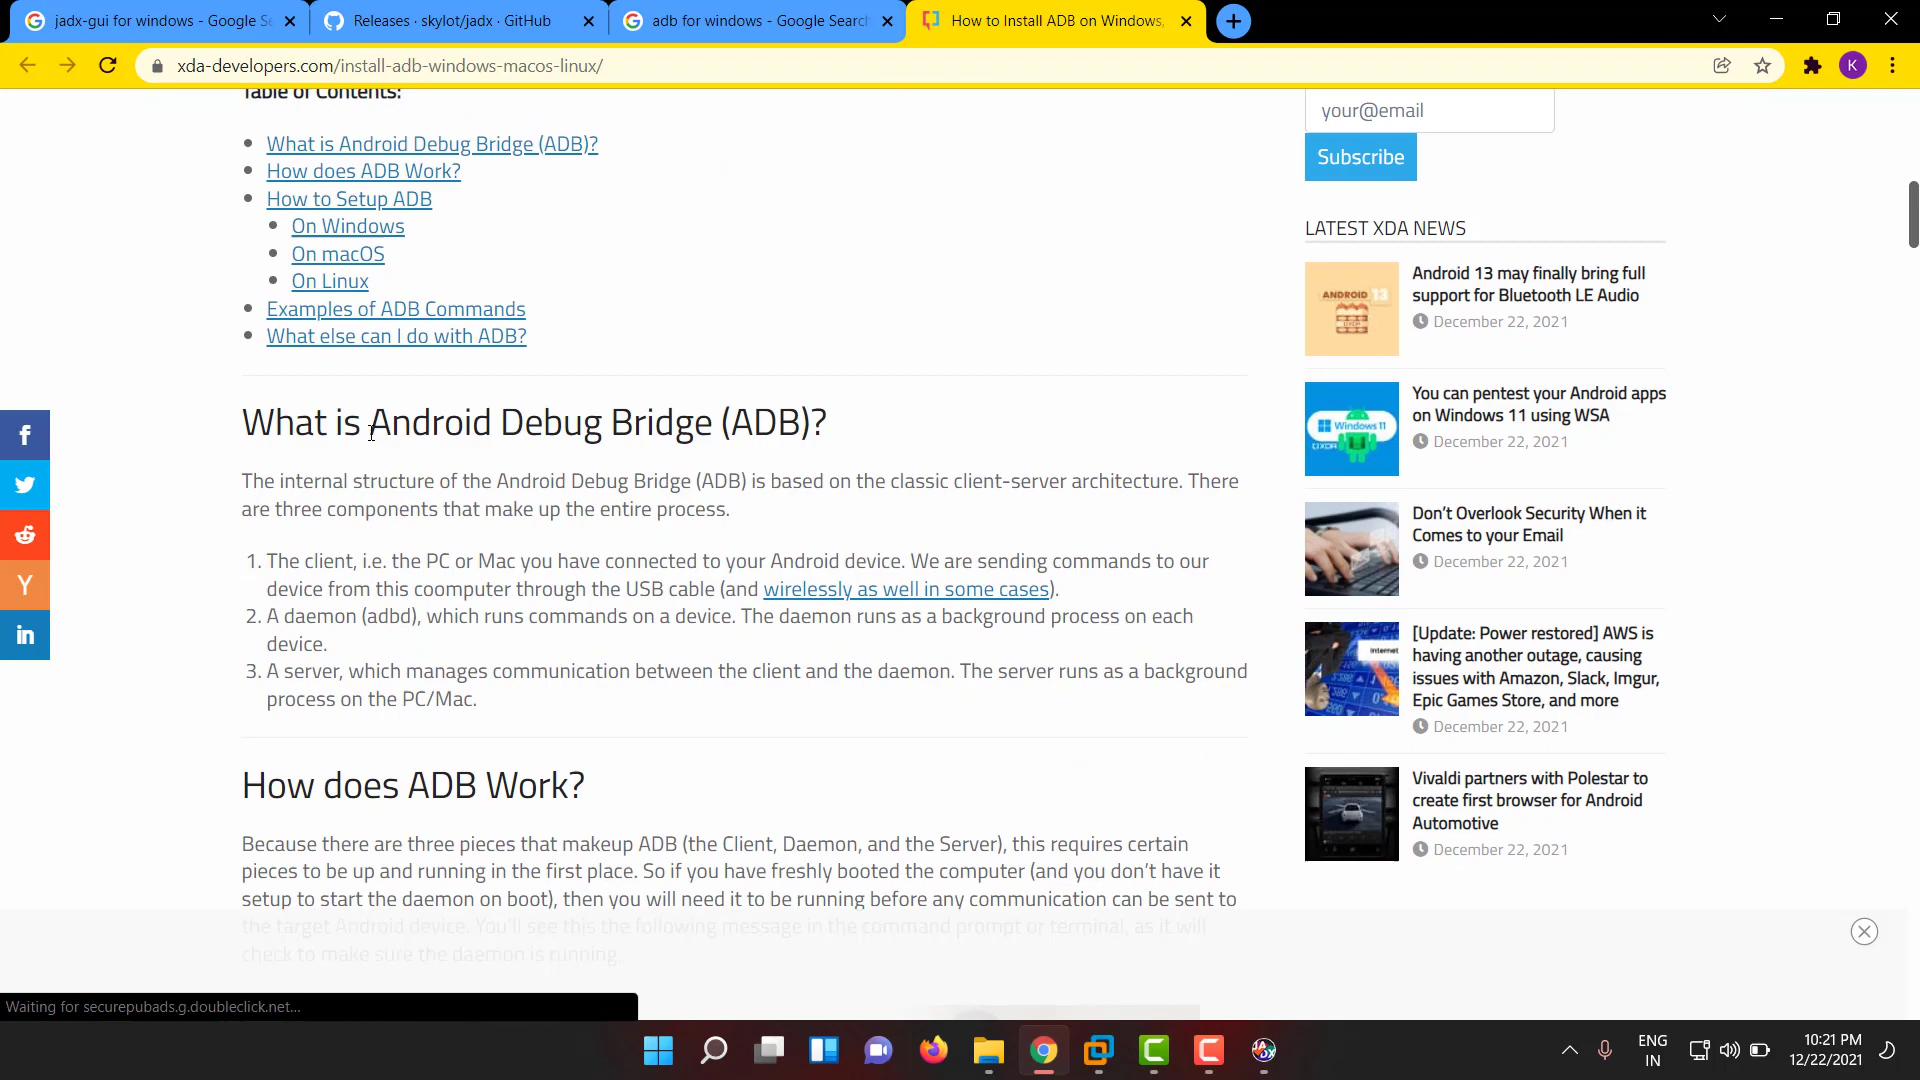 jadx-gui for windows - Google Se
Releases · skylot/jadx · GitHub
adb for windows - Google Search
How to Install ADB on Windows,
xda-developers.com/install-adb-windows-macos-linux/
K
Table of Contents:
What is Android Debug Bridge (ADB)?
How does ADB Work?
How to Setup ADB
On Windows
On macOS
On Linux
Examples of ADB Commands
What else can I do with ADB?
What is Android Debug Bridge (ADB)?
The internal structure of the Android Debug Bridge (ADB) is based on the classic client-server architecture. There
are three components that make up the entire process.
1. The client, i.e. the PC or Mac you have connected to your Android device. We are sending commands to our
device from this coomputer through the USB cable (and wirelessly as well in some cases).
2. A daemon (adbd), which runs commands on a device. The daemon runs as a background process on each
device.
3. A server, which manages communication between the client and the daemon. The server runs as a background
process on the PC/Mac.
How does ADB Work?
Because there are three pieces that makeup ADB (the Client, Daemon, and the Server), this requires certain
pieces to be up and running in the first place. So if you have freshly booted the computer (and you don’t have it
setup to start the daemon on boot), then you will need it to be running before any communication can be sent to
the target Android device. You’ll see this the following message in the command prompt or terminal, as it will
check to make sure the daemon is running.
your@email
Subscribe
LATEST XDA NEWS
ANDROID 13
Android 13 may finally bring full
support for Bluetooth LE Audio
December 22, 2021
Windows 11
XDA
You can pentest your Android apps
on Windows 11 using WSA
December 22, 2021
Don’t Overlook Security When it
Comes to your Email
December 22, 2021
Internet
[Update: Power restored] AWS is
having another outage, causing
issues with Amazon, Slack, Imgur,
Epic Games Store, and more
December 22, 2021
Vivaldi partners with Polestar to
create first browser for Android
Automotive
December 22, 2021
Waiting for securepubads.g.doubleclick.net...
JADX
ENG
IN
10:21 PM
12/22/2021